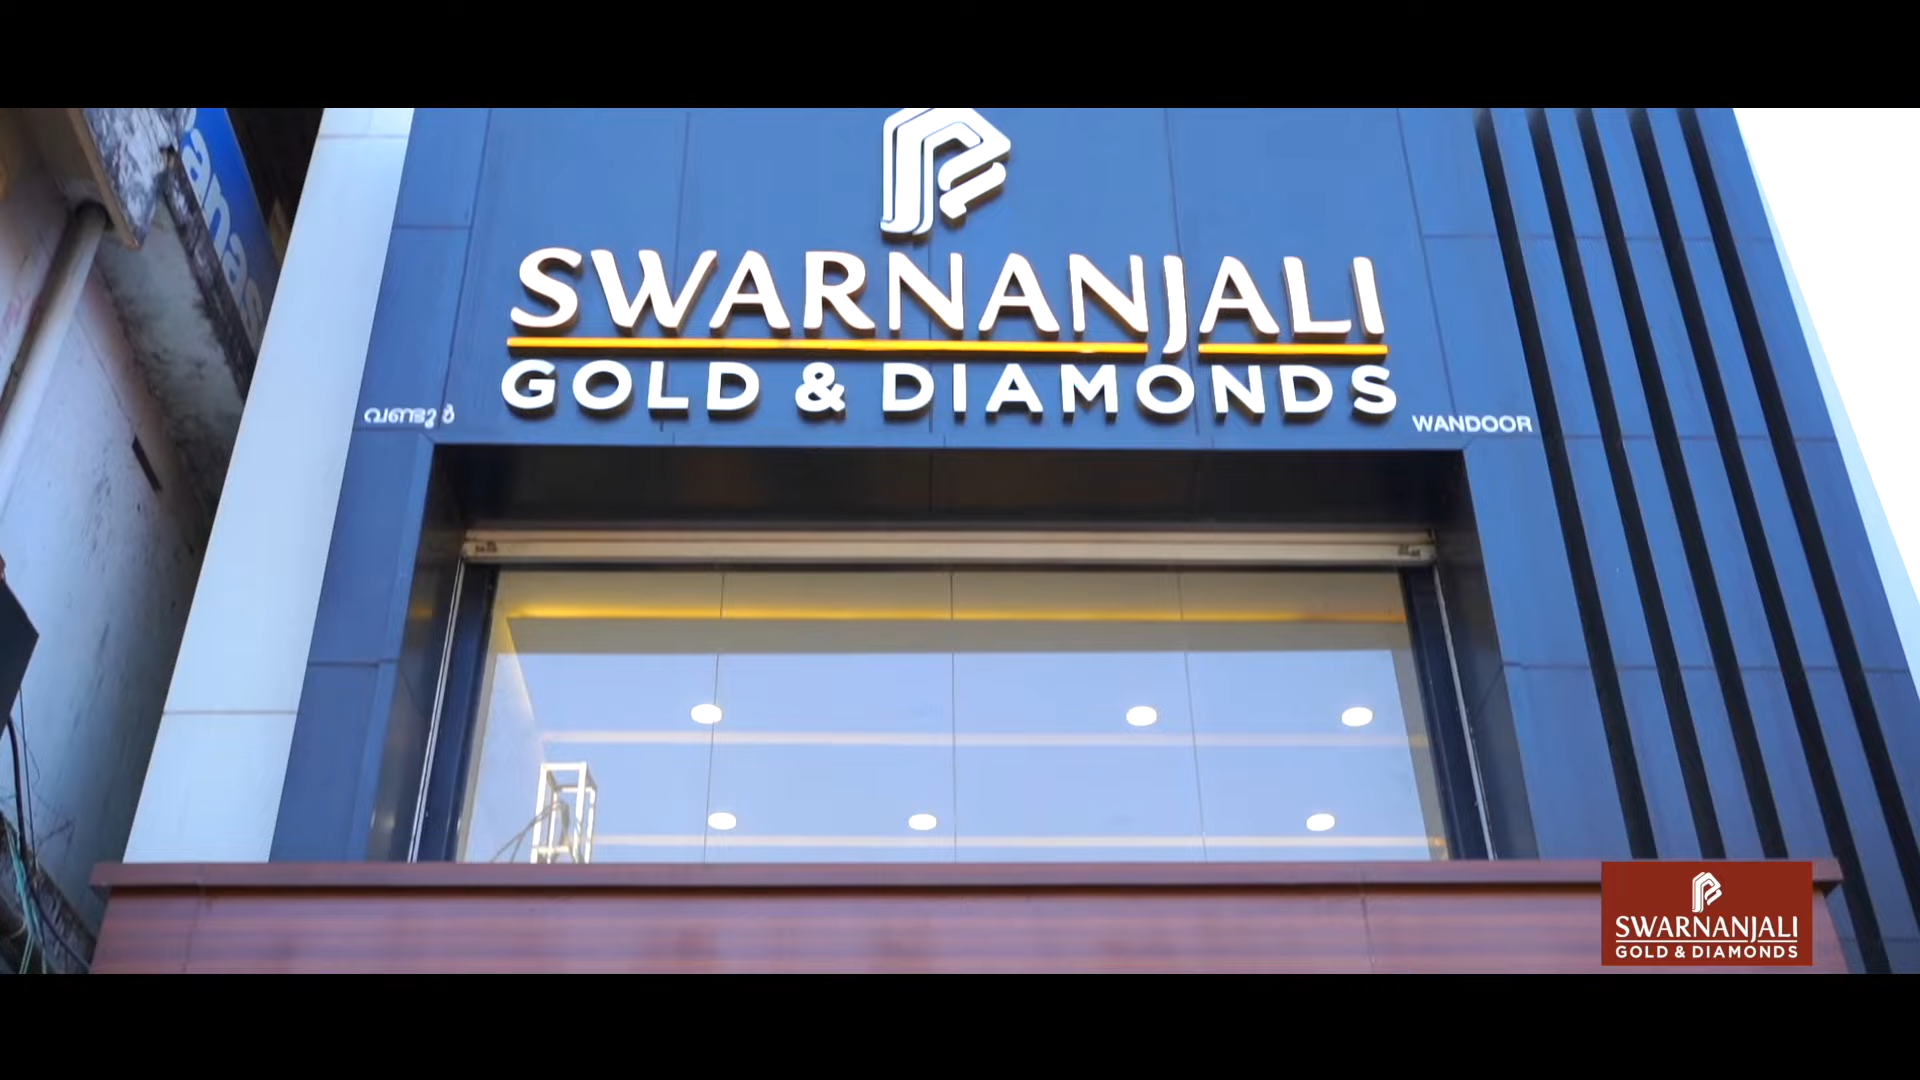 SWARNANJALI
GOLD & DIAMONDS
വണ്ടൂർ
WANDOOR
SWARNANJALI
GOLD & DIAMONDS